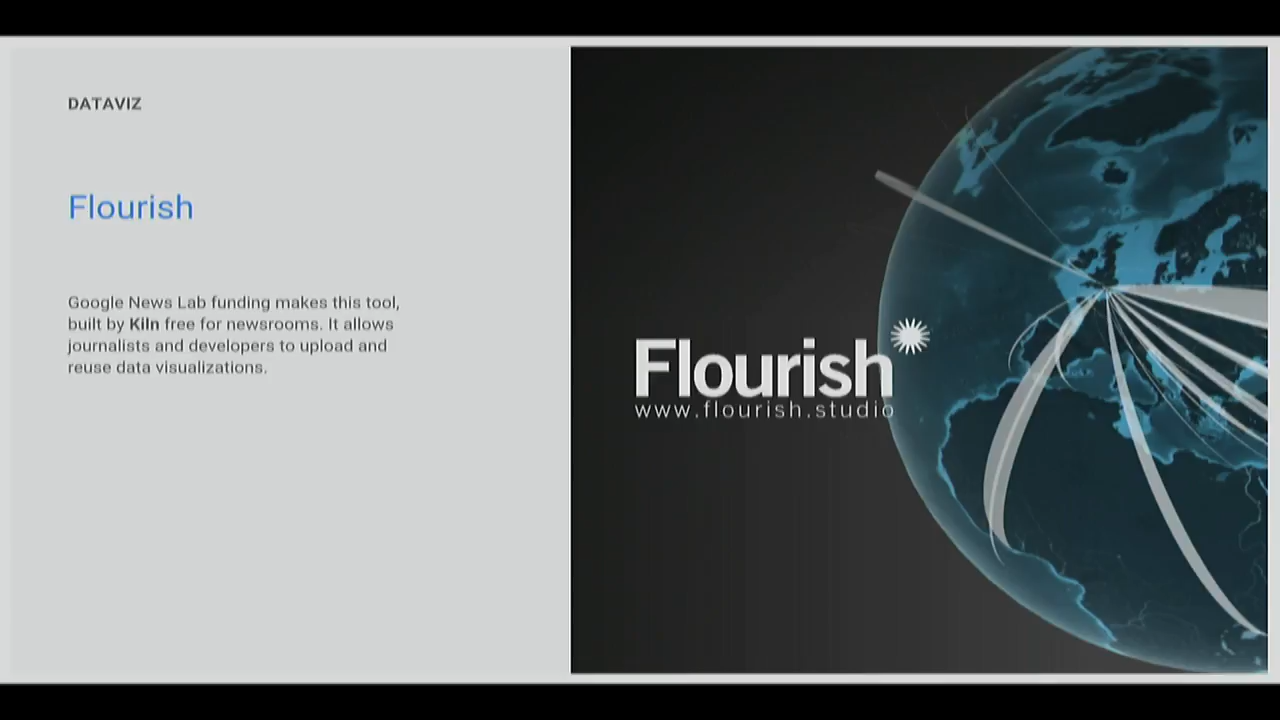 DATAVIZ
Flourish
Google News Lab funding makes this tool,
built by Kiln free for newsrooms. It allows
journalists and developers to upload and
reuse data visualizations.
Flourish
www.flourish.studio